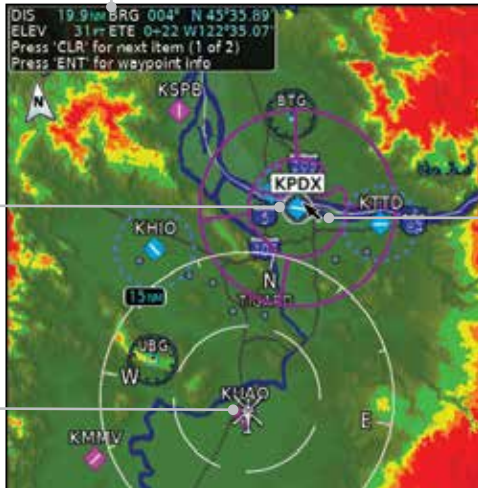 DIS 19.9NM BRG 004° N 45°35.89'
ELEV 31FT ETE 0+22 W122°35.07'
Press 'CLR' for next item (1 of 2)
Press 'ENT' for waypoint info
N
KSPB
BTG
KPDX
KTTD
5
KHIO
N
15NM
TIGARD
UBG
W
KUAO
E
KMMV